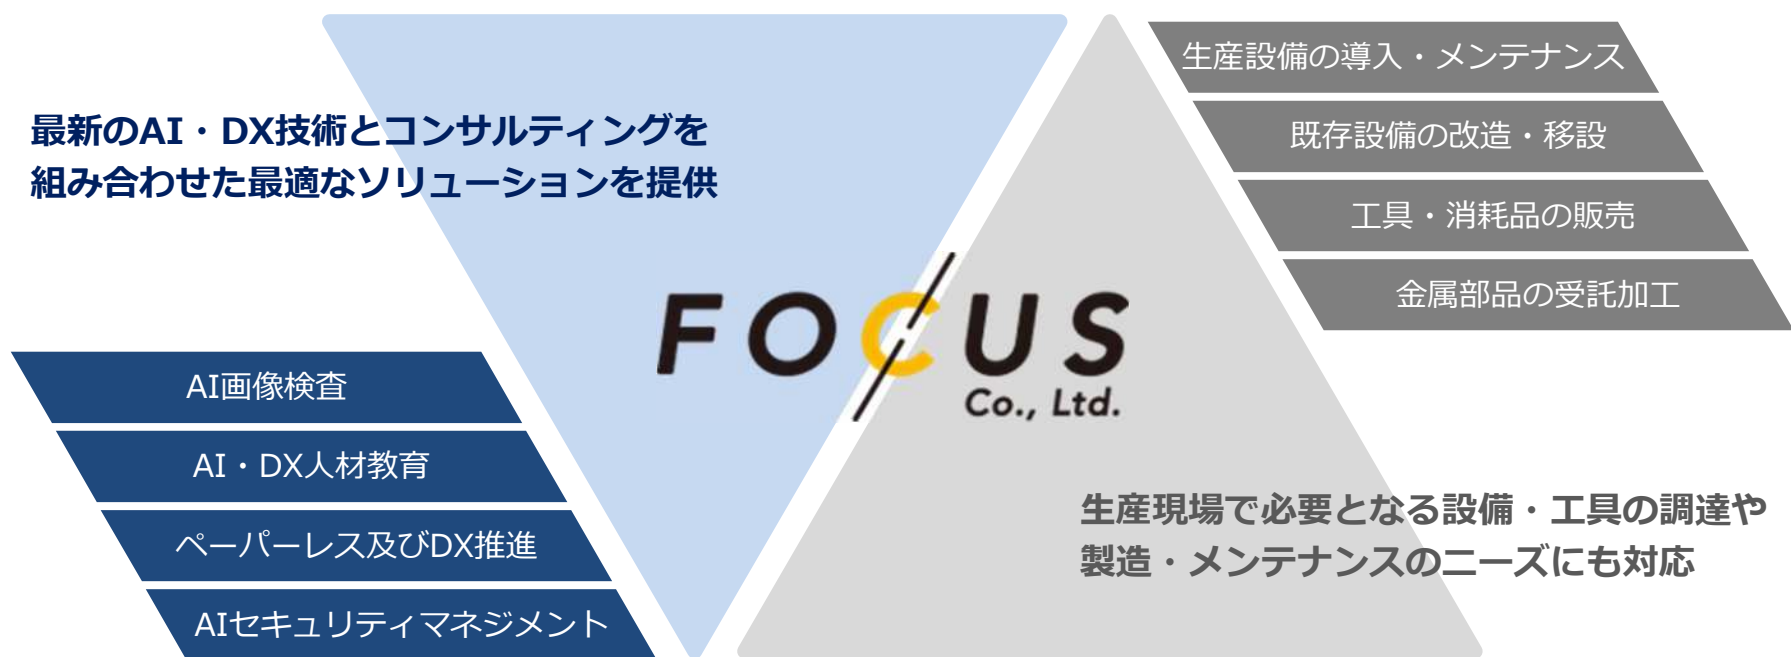 最新のAI・DX技術とコンサルティングを
組み合わせた最適なソリューションを提供
AI画像検査
AI・DX人材教育
ペーパーレス及びDX推進
AIセキュリティマネジメント
FOCUS
Co., Ltd.
生産設備の導入・メンテナンス
既存設備の改造・移設
工具・消耗品の販売
金属部品の受託加工
生産現場で必要となる設備・工具の調達や
製造・メンテナンスのニーズにも対応